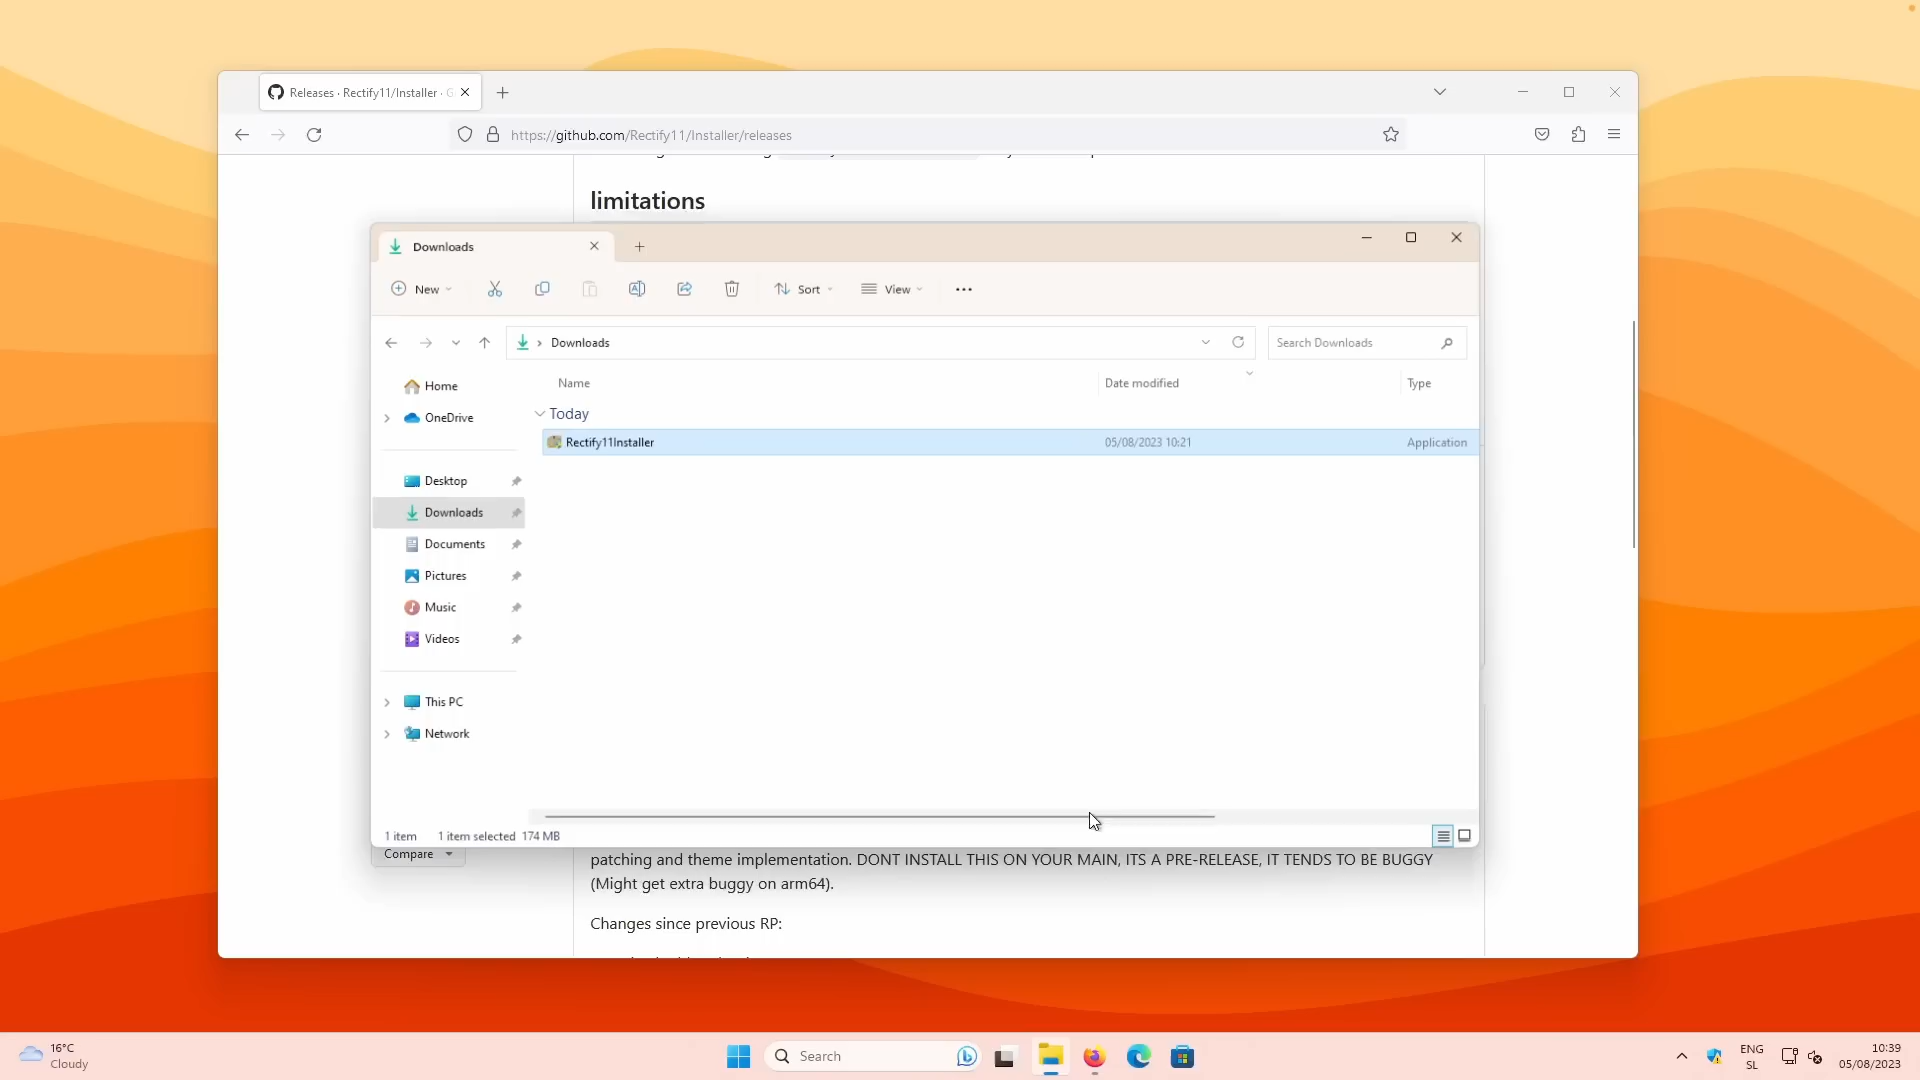 Releases · Rectify11/Installer · G
https://github.com/Rectify11/Installer/releases
limitations
Downloads
New
Sort
View
Downloads
Search Downloads
Name
Date modified
Type
Home
OneDrive
Today
Rectify11Installer
05/08/2023 10:21
Application
Desktop
Downloads
Documents
Pictures
Music
Videos
This PC
Network
1 item
1 item selected 174 MB
Compare
patching and theme implementation. DONT INSTALL THIS ON YOUR MAIN, ITS A PRE-RELEASE, IT TENDS TO BE BUGGY
(Might get extra buggy on arm64).
Changes since previous RP:
16°C
Cloudy
Search
ENG
SL
10:39
05/08/2023